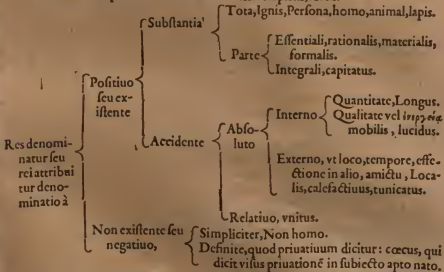 Substantia'
Tota,Ignis,Persona,homo,animal,lapis.
Parte
Essentiali,rationalis,materialis,
formalis.
Integrali,capitatus.
Positiuo
seu ex-
istente
Res denomi-
natur seu
rei attribui
tur deno-
minatio à
Accidente
Abso-
luto
Interno
Quantitate,Longus.
Qualitate vel
mobilis, lucidus.
Externo, vt loco,tempore, effe-
ctione in alio, amictu, Loca-
lis,calefactiuus,tunicatus.
Relatiuo, vnitus.
Non existente seu
negatiuo,
Simpliciter,Non homo.
Definite,quod priuatiuum dicitur: cœcus, qui
dicit visus priuationē in subiecto apto nato.